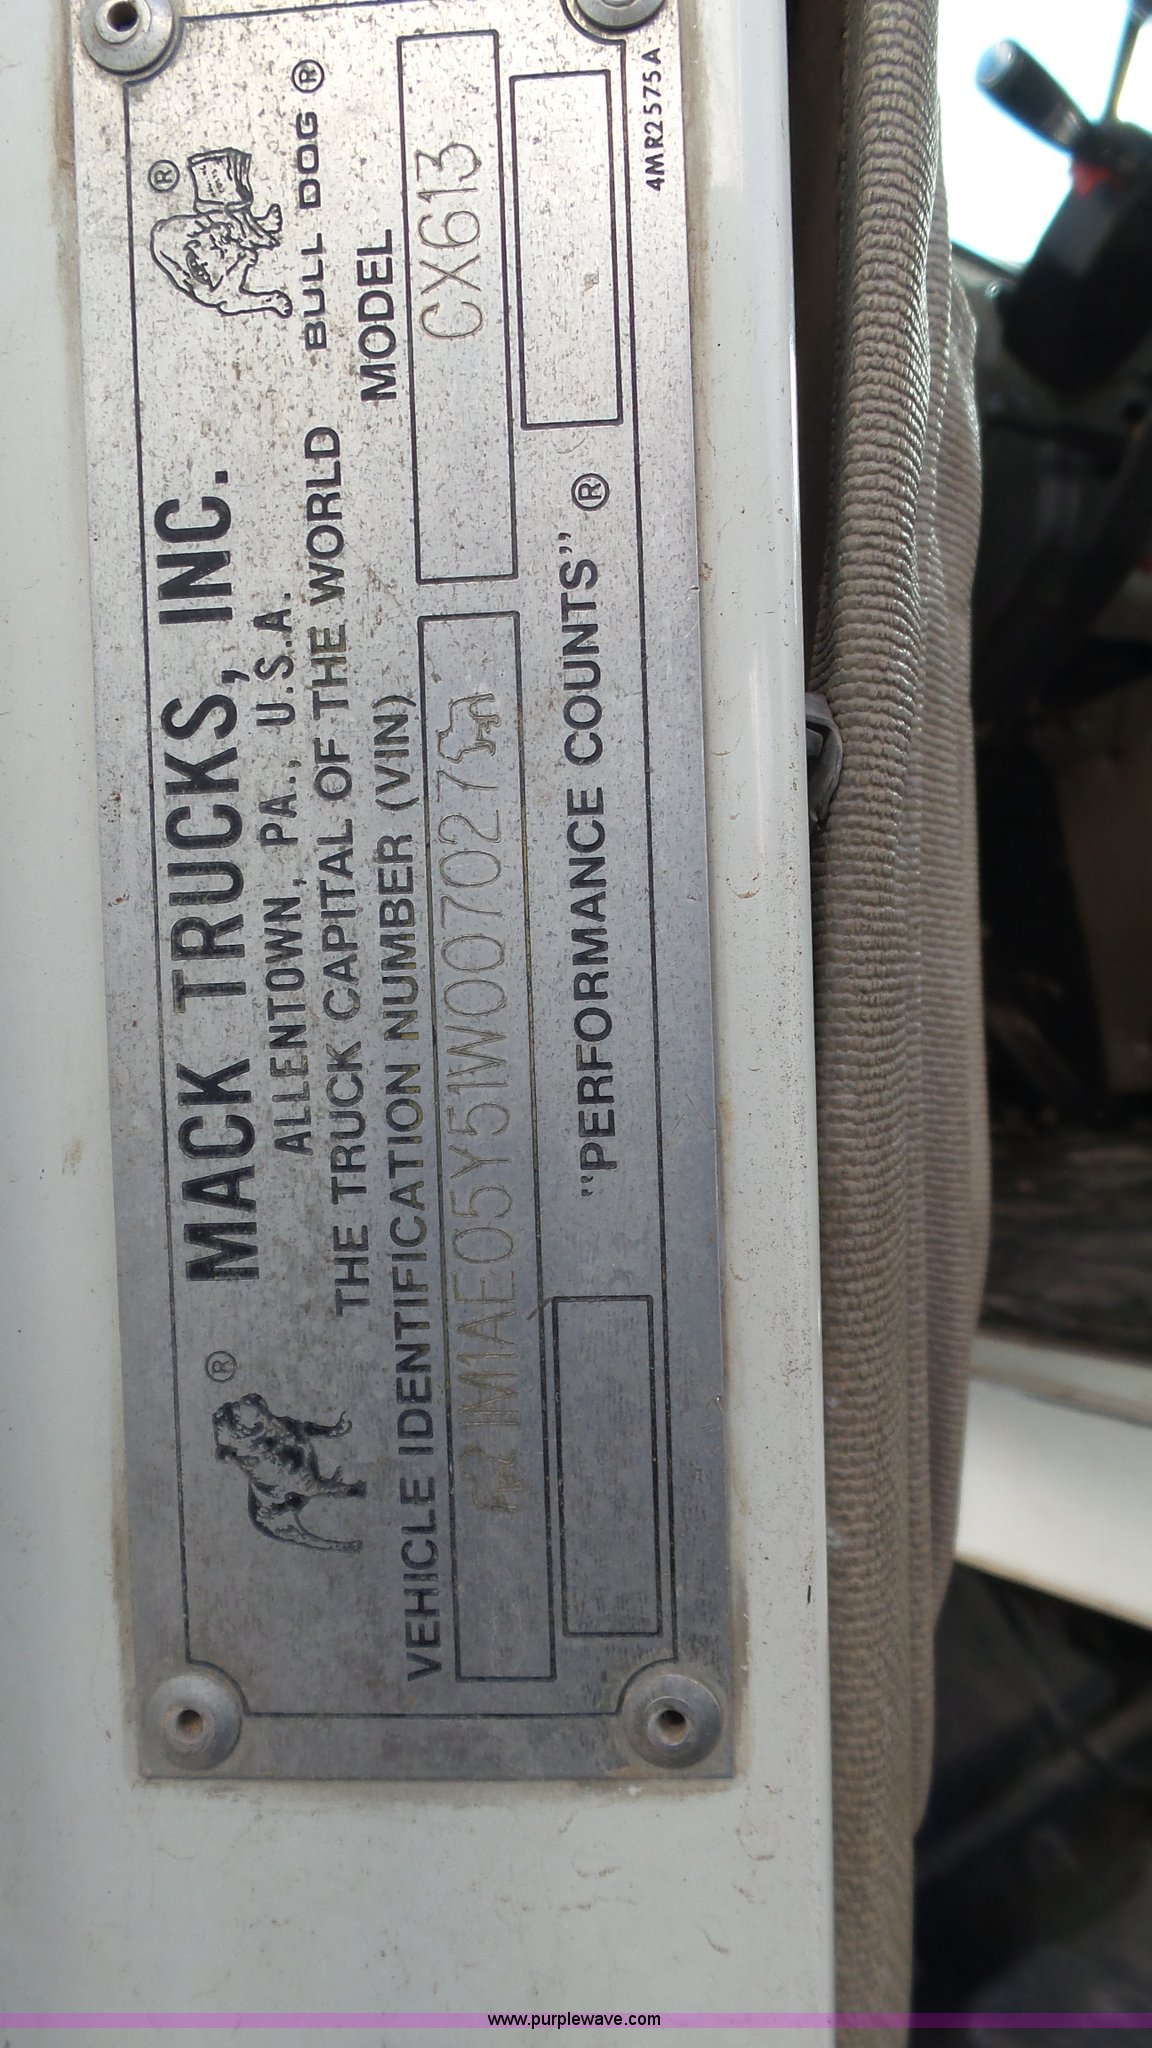 MACK TRUCKS, INC.
ALLENTOWN, PA., U.S.A.
THE TRUCK CAPITAL OF THE WORLD
BULL DOG ®
VEHICLE IDENTIFICATION NUMBER (VIN)
MODEL
1M1AE05Y51W007027
CX613
"PERFORMANCE COUNTS" ®
4MR2575A
www.purplewave.com